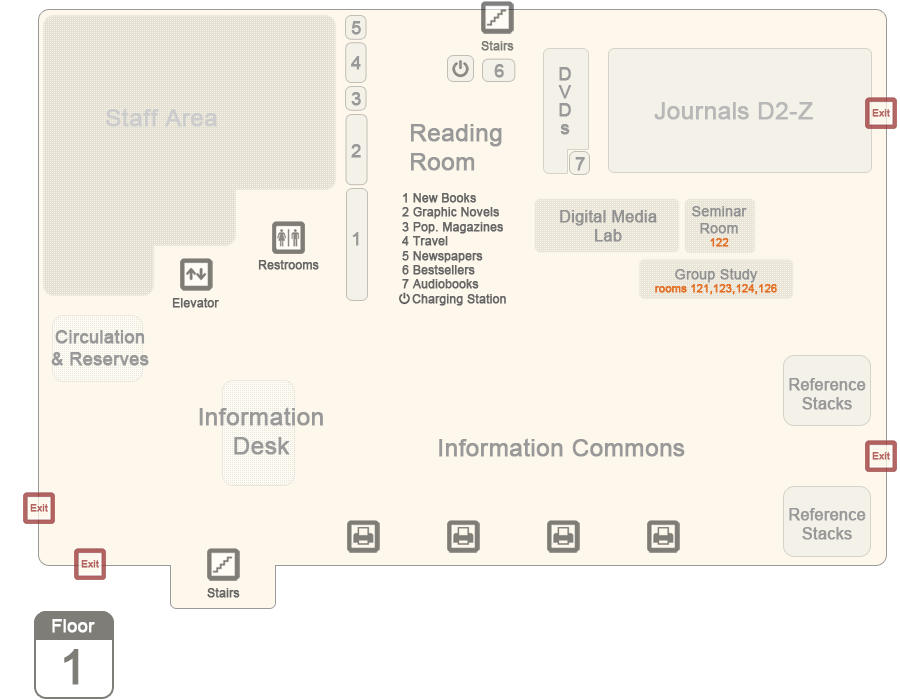 Stairs
5
4
3
2
1
6
D
V
D
s
7
Staff Area
Journals D2-Z
Exit
Reading
Room
1 New Books
2 Graphic Novels
3 Pop. Magazines
4 Travel
5 Newspapers
6 Bestsellers
7 Audiobooks
Charging Station
Digital Media
Lab
Seminar
Room
122
Group Study
rooms 121,123,124,126
Restrooms
Elevator
Circulation
& Reserves
Information
Desk
Information Commons
Reference
Stacks
Exit
Reference
Stacks
Exit
Exit
Stairs
Floor
1